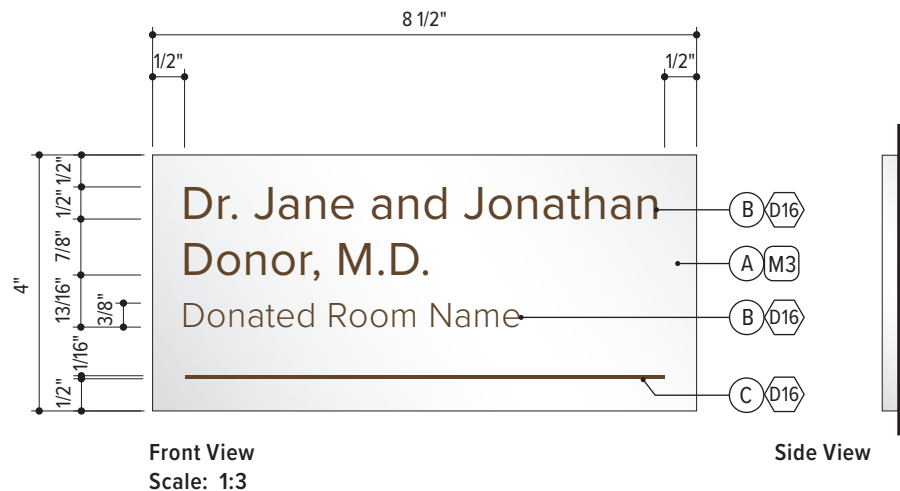 8 1/2"
1/2" 1/2"
1/2"
1/2"
7/8"
13/16"
3/8"
1/16"
1/2"
4"
Dr. Jane and Jonathan
Donor, M.D.
Donated Room Name
B D16
A M3
B D16
C D16
Front View
Scale: 1:3
Side View